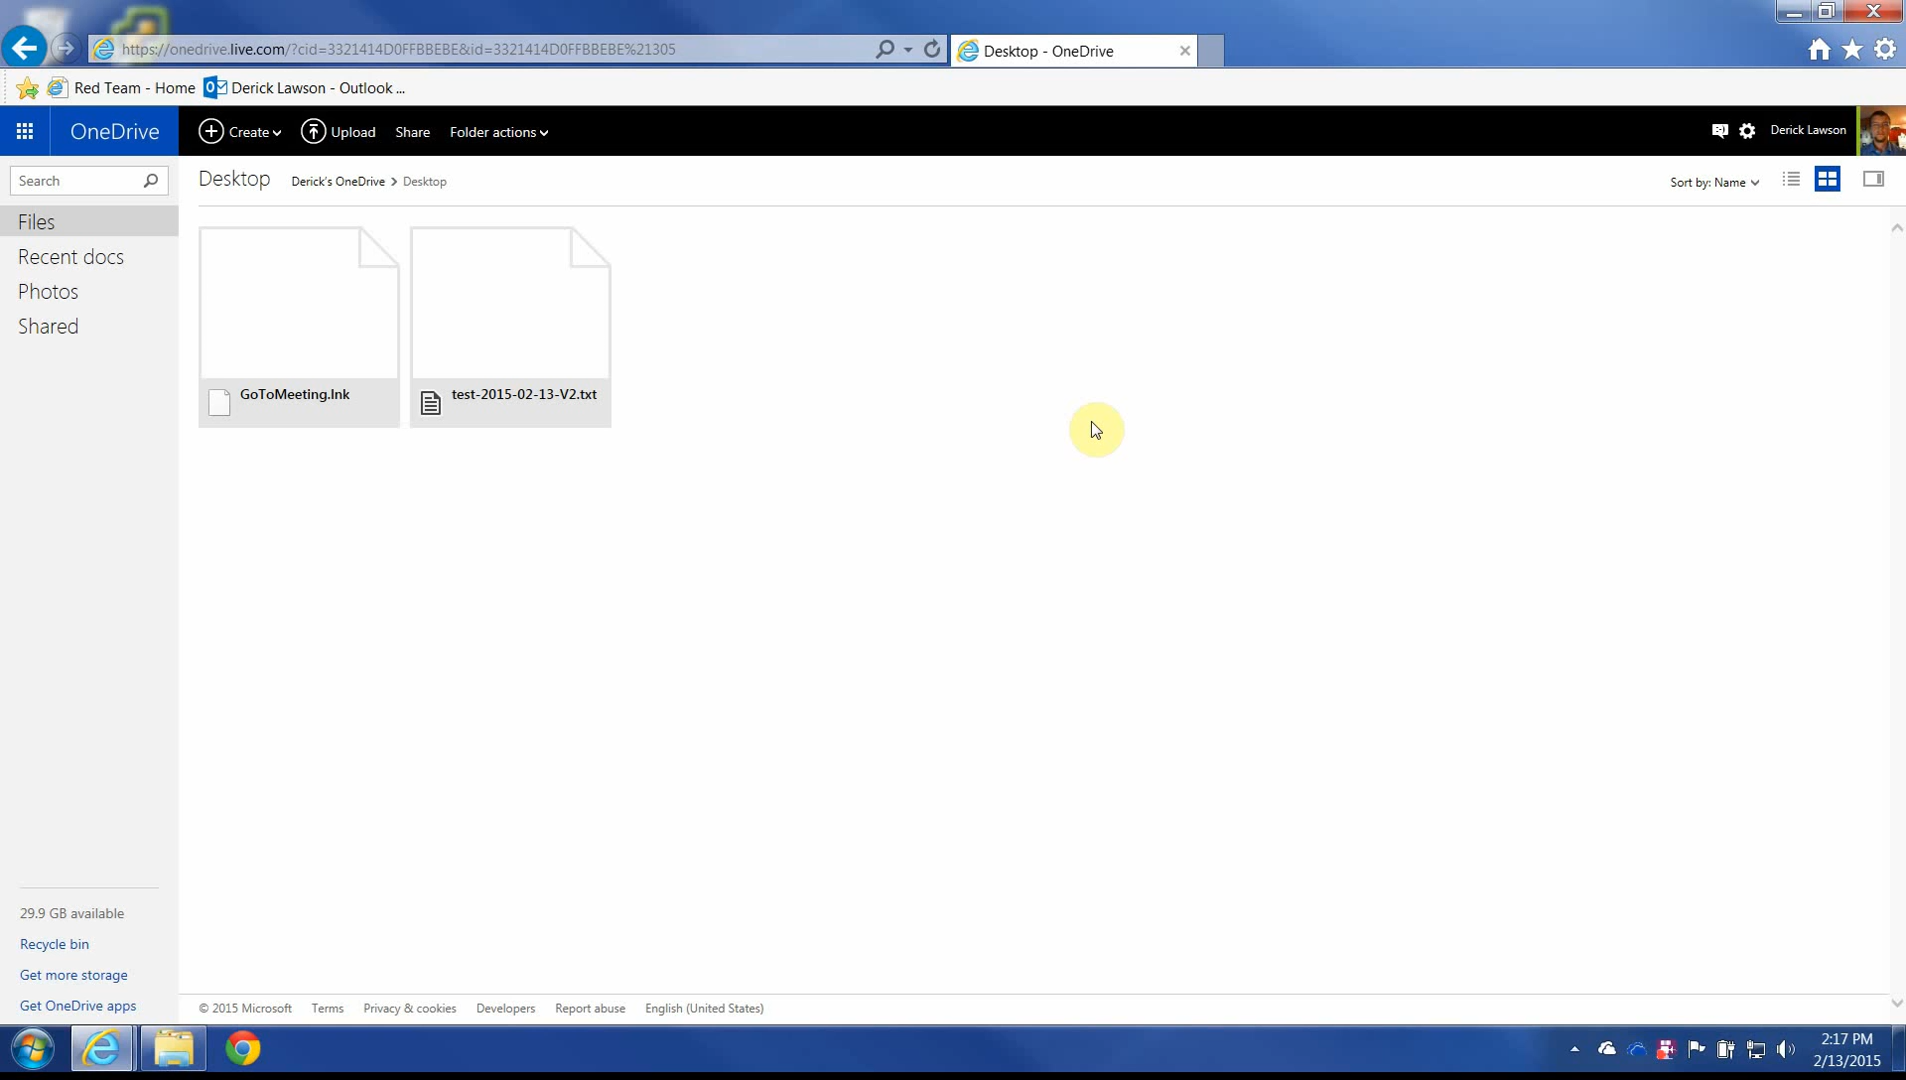 https://onedrive.live.com/?cid=3321414D0FFBBEBE&id=3321414D0FFBBEBE%21305
Desktop - OneDrive
Red Team - Home
Derick Lawson - Outlook ...
OneDrive
Create
Upload
Share
Folder actions
Derick Lawson
Search
Desktop
Derick's OneDrive > Desktop
Sort by: Name
Files
Recent docs
Photos
Shared
GoToMeeting.lnk
test-2015-02-13-V2.txt
29.9 GB available
Recycle bin
Get more storage
Get OneDrive apps
© 2015 Microsoft
Terms
Privacy & cookies
Developers
Report abuse
English (United States)
2:17 PM
2/13/2015